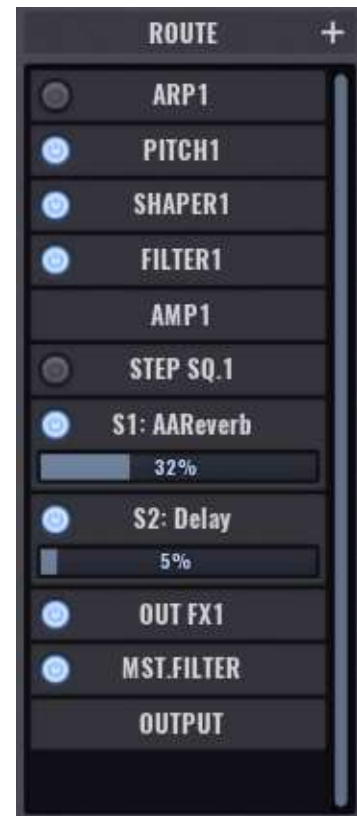 ROUTE +
ARP1
PITCH1
SHAPER1
FILTER1
AMP1
STEP SQ.1
S1: AAReverb
32%
S2: Delay
5%
OUT FX1
MST.FILTER
OUTPUT